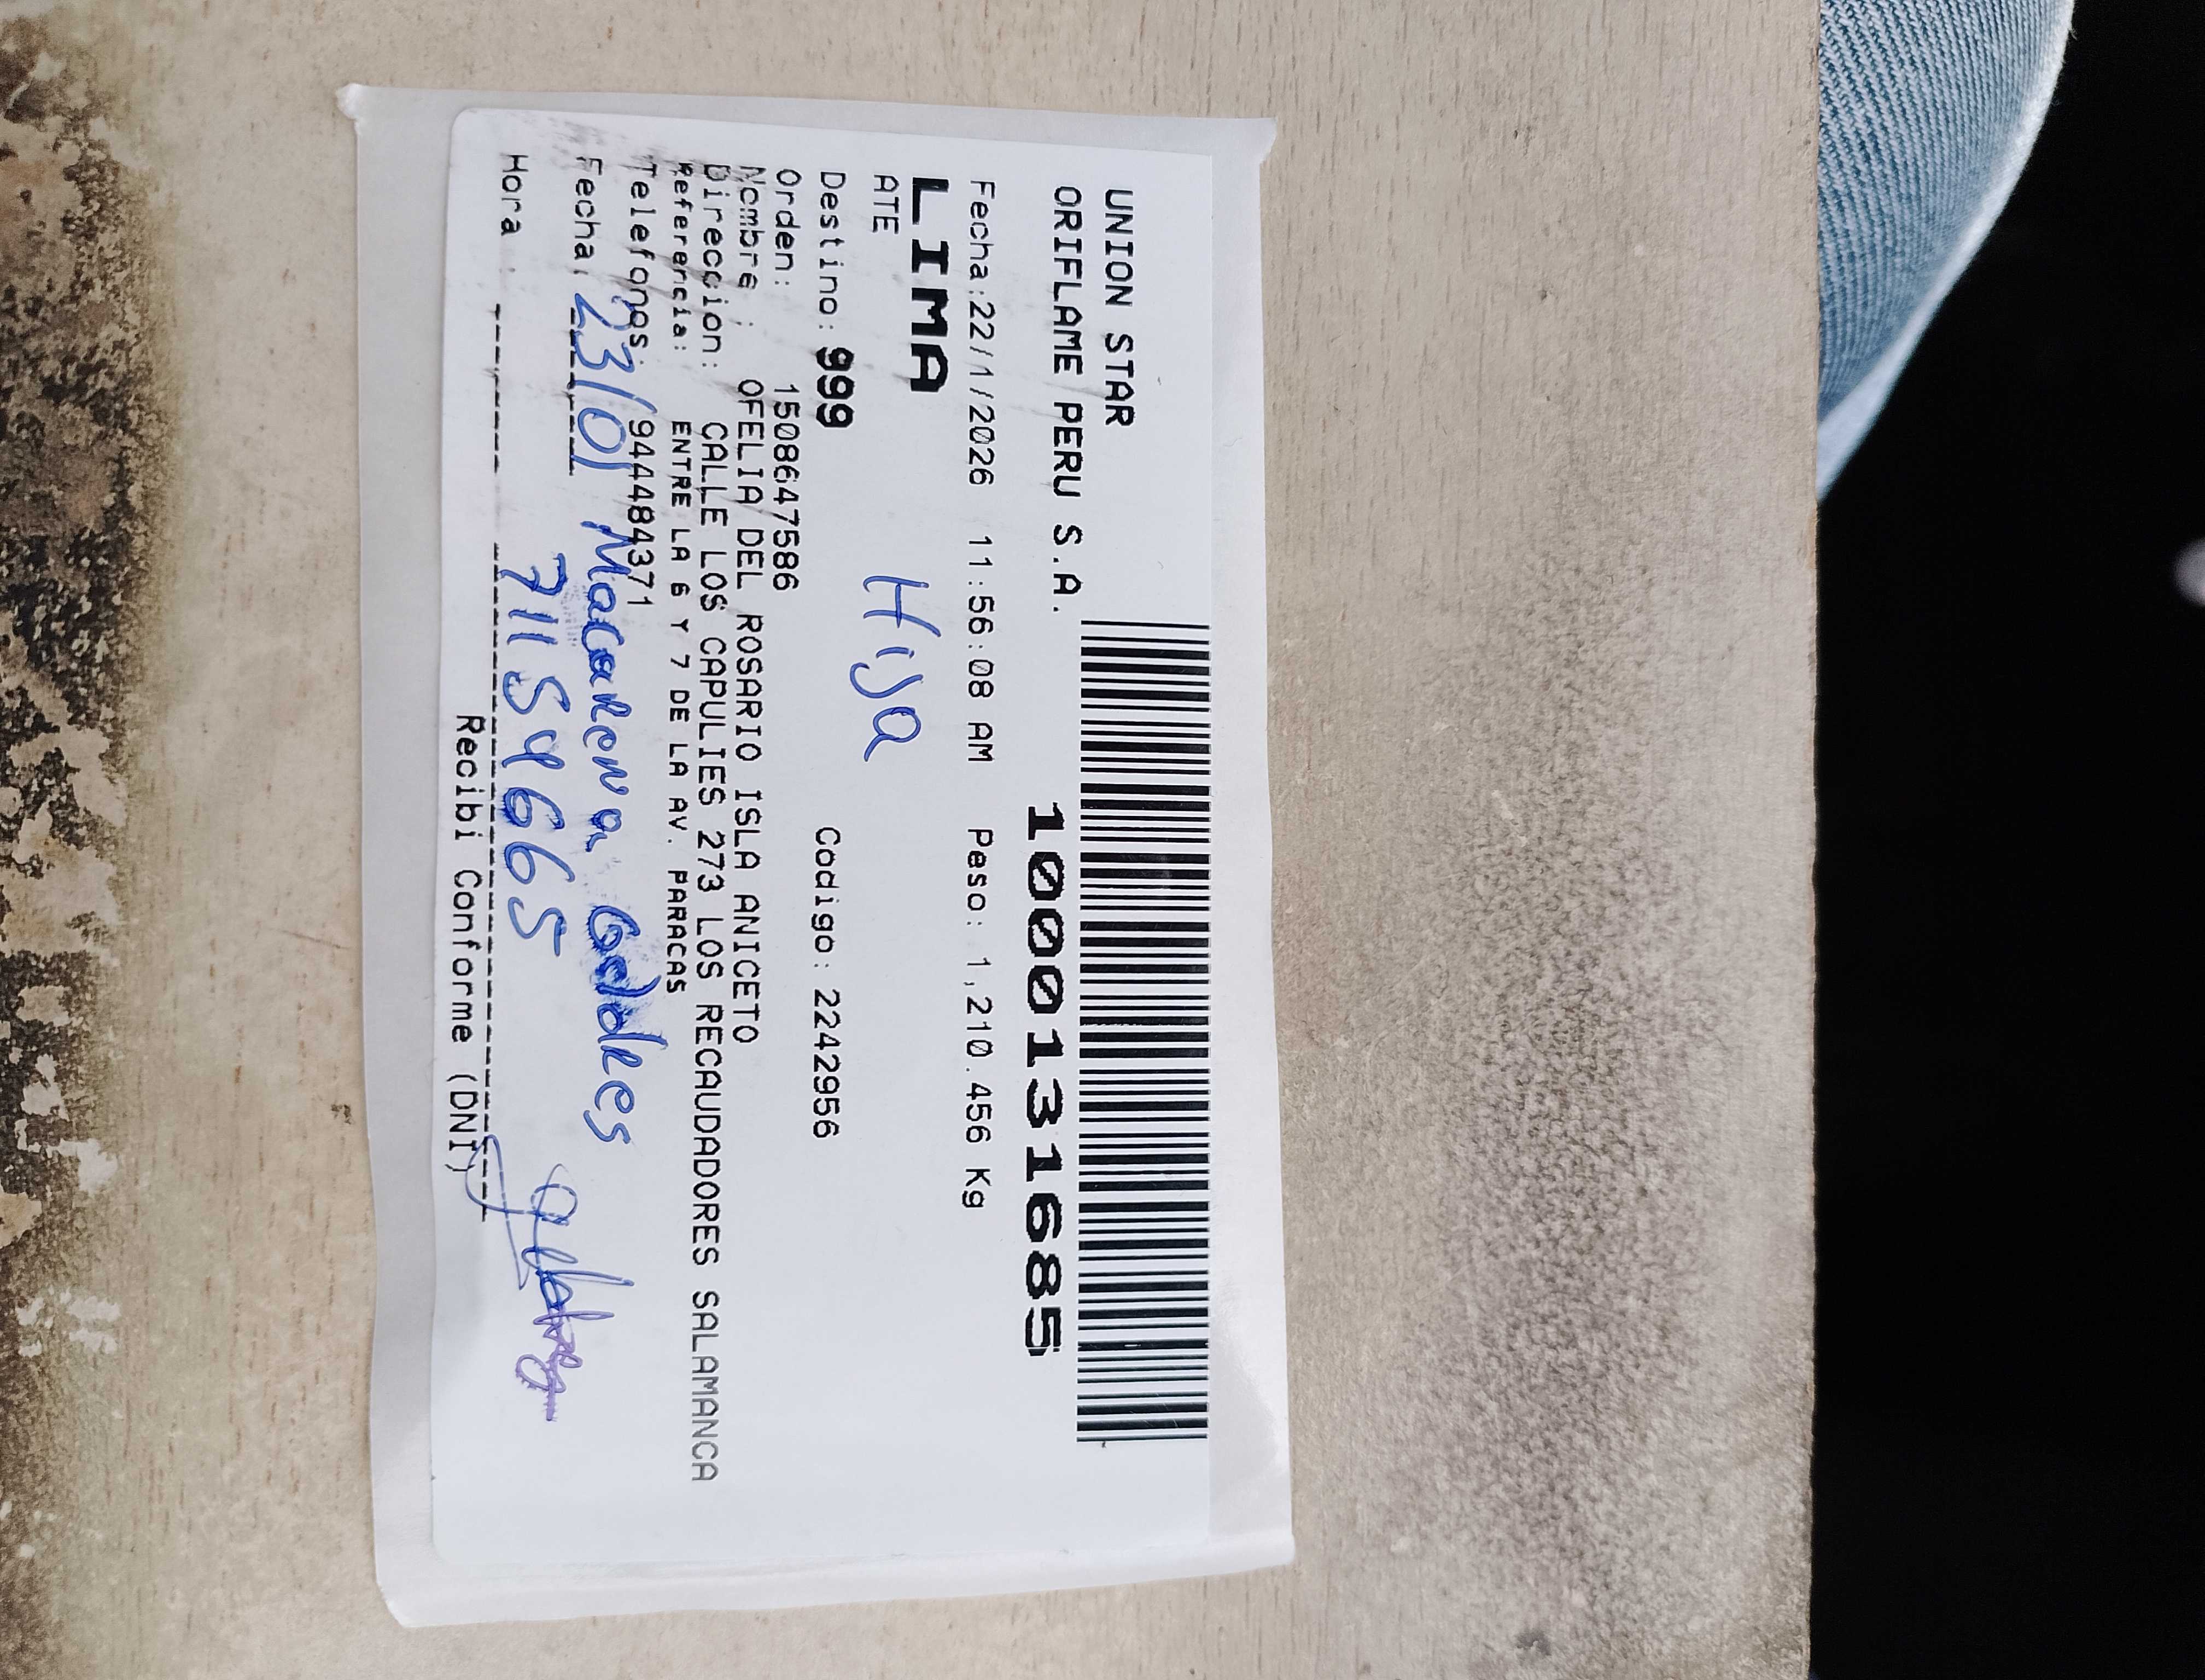 UNION STAR
ORIFLAME PERU S.A.
10001131685
Fecha:22/1/2026 11:56:08 AM Peso: 1,210.456 Kg
LIMA
ATE
Hija
Destino: 999 Codigo: 2242956
Orden: 1508647586
Nombre : OFELIA DEL ROSARIO ISLA ANICETO
Direccion: CALLE LOS CAPULIES 273 LOS RECAUDADORES SALAMANCA
Referencia: ENTRE LA 6 Y 7 DE LA AV. PARACAS
Telefonos: 944484371
Fecha: 23/01 Macarena
Hora : 71154665
Recibi Conforme (DNI)